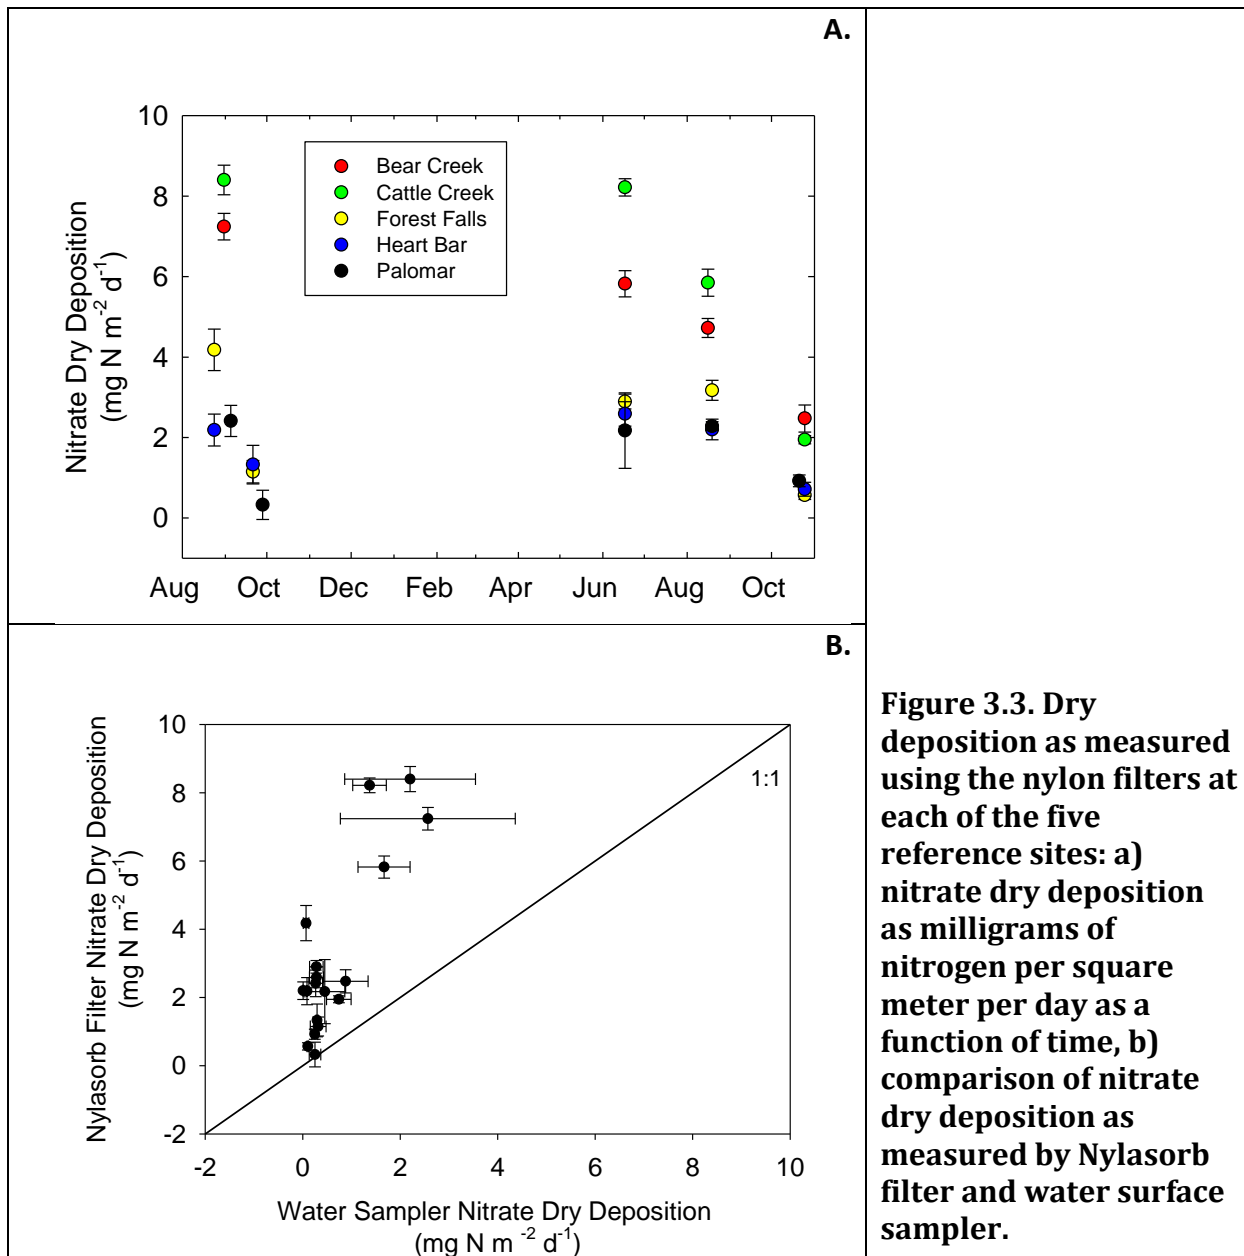 A.
Nitrate Dry Deposition
(mg N m-2 d-1)
10
8
6
4
2
0
Bear Creek
Cattle Creek
Forest Falls
Heart Bar
Palomar
Aug Oct Dec Feb Apr Jun Aug Oct
B.
Nylasorb Filter Nitrate Dry Deposition
(mg N m-2 d-1)
10
8
6
4
2
0
-2
1:1
-2 0 2 4 6 8 10
Water Sampler Nitrate Dry Deposition
(mg N m -2 d-1)
Figure 3.3. Dry
deposition as measured
using the nylon filters at
each of the five
reference sites: a)
nitrate dry deposition
as milligrams of
nitrogen per square
meter per day as a
function of time, b)
comparison of nitrate
dry deposition as
measured by Nylasorb
filter and water surface
sampler.